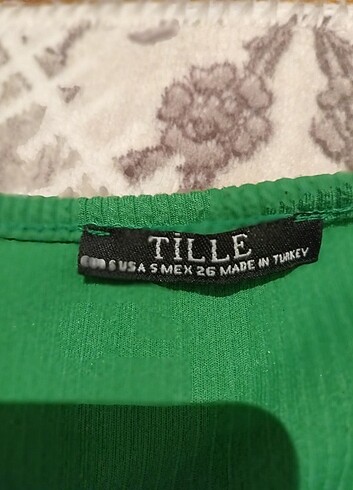 TİLLE
S USA S MEX 26 MADE IN TURKEY